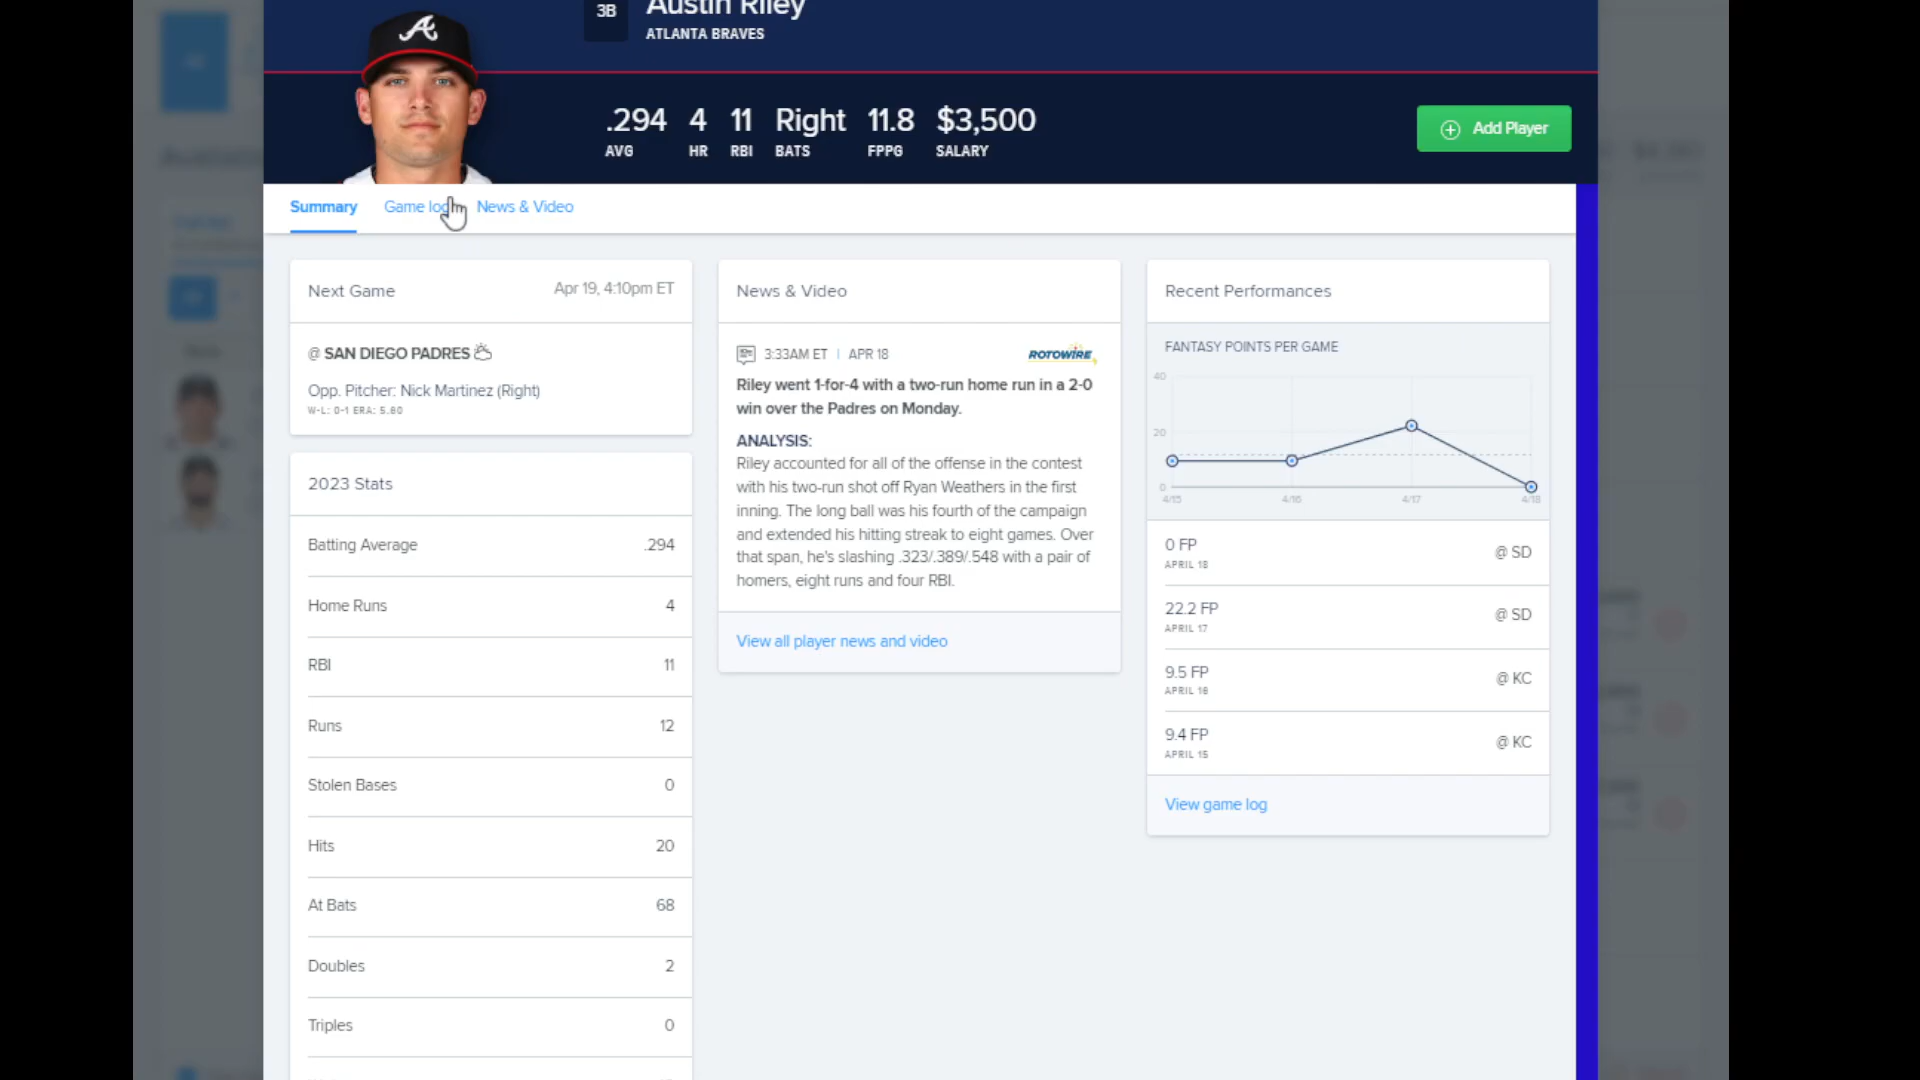 3B
Austin Riley
ATLANTA BRAVES
.294 4 11 Right 11.8 $3,500
AVG HR RBI BATS FPPG SALARY
Add Player
Summary Game log News & Video
Next Game Apr 19, 4:10pm ET
@ SAN DIEGO PADRES
Opp. Pitcher: Nick Martinez (Right)
W-L: 0-1 ERA: 5.80
2023 Stats
Batting Average .294
Home Runs 4
RBI 11
Runs 12
Stolen Bases 0
Hits 20
At Bats 68
Doubles 2
Triples 0
News & Video
3:33AM ET | APR 18
ROTOWIRE
Riley went 1-for-4 with a two-run home run in a 2-0
win over the Padres on Monday.
ANALYSIS:
Riley accounted for all of the offense in the contest
with his two-run shot off Ryan Weathers in the first
inning. The long ball was his fourth of the campaign
and extended his hitting streak to eight games. Over
that span, he's slashing .323/.389/.548 with a pair of
homers, eight runs and four RBI.
View all player news and video
Recent Performances
FANTASY POINTS PER GAME
40
20
0
4/15 4/16 4/17 4/18
0 FP @ SD
APRIL 18
22.2 FP @ SD
APRIL 17
9.5 FP @ KC
APRIL 16
9.4 FP @ KC
APRIL 15
View game log